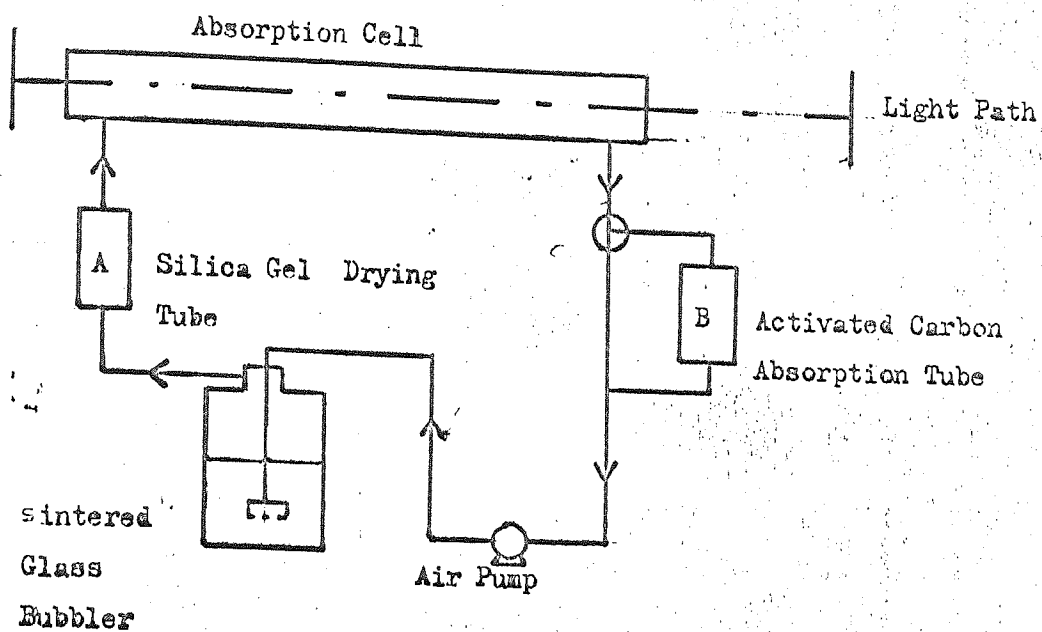 Absorption Cell
Light Path
A
Silica Gel Drying
Tube
B
Activated Carbon
Absorption Tube
sintered
Glass
Bubbler
Air Pump